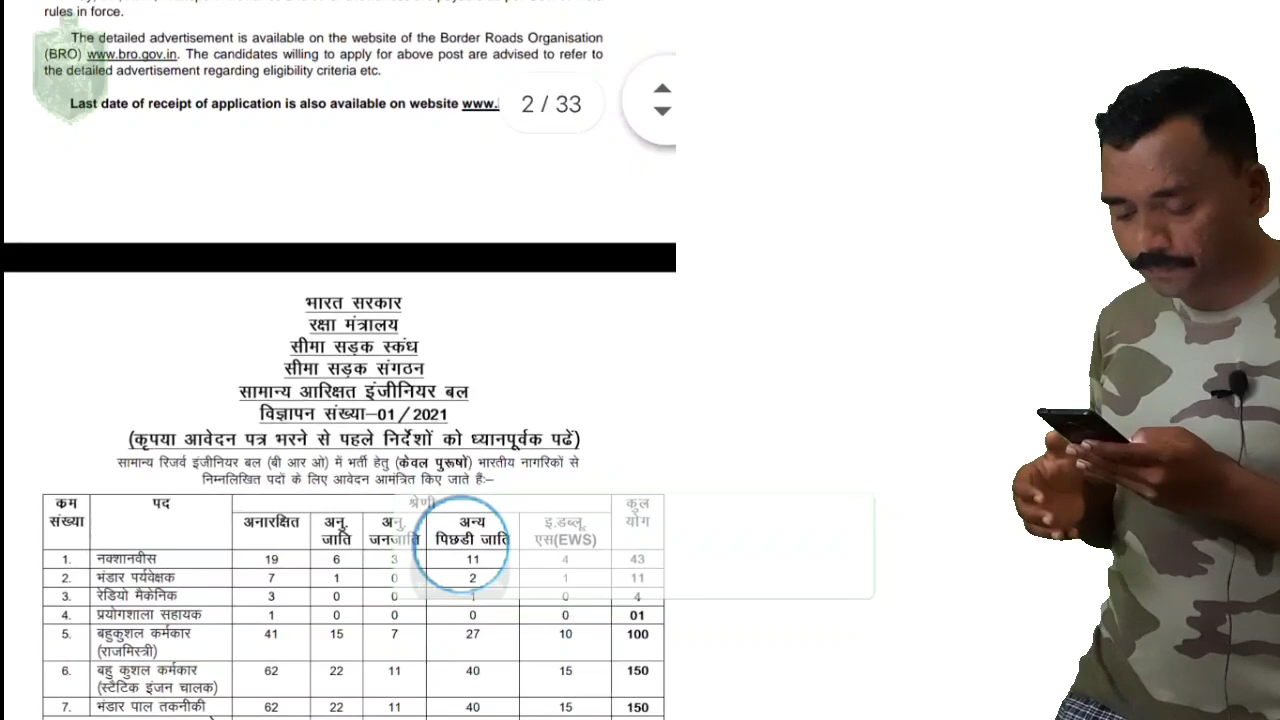 rules in force.
The detailed advertisement is available on the website of the Border Roads Organisation
(BRO) www.bro.gov.in. The candidates willing to apply for above post are advised to refer to
the detailed advertisement regarding eligibility criteria etc.
Last date of receipt of application is also available on website www.
2 / 33
भारत सरकार
रक्षा मंत्रालय
सीमा सड़क स्कंध
सीमा सड़क संगठन
सामान्य आरिक्षत इंजीनियर बल
विज्ञापन संख्या–01/2021
(कृपया आवेदन पत्र भरने से पहले निर्देशों को ध्यानपूर्वक पढें)
सामान्य रिजर्व इंजीनियर बल (बी आर ओ) में भर्ती हेतु (केवल पुरूषों) भारतीय नागरिकों से
निम्नलिखित पदों के लिए आवेदन आमंत्रित किए जाते हैः–
कम संख्या पद श्रेणी कुल योग
अनारक्षित अनु. जाति अनु. जनजाति अन्य पिछडी जाति इ.डब्लू. एस(EWS)
1. नक्शानवीस 19 6 3 11 4 43
2. भंडार पर्यवेक्षक 7 1 0 2 1 11
3. रेडियो मैकेनिक 3 0 0 1 0 4
4. प्रयोगशाला सहायक 1 0 0 0 0 01
5. बहुकुशल कर्मकार 41 15 7 27 10 100
(राजमिस्त्री)
6. बहु कुशल कर्मकार 62 22 11 40 15 150
(स्टैटिक इंजन चालक)
7. भंडार पाल तकनीकी 62 22 11 40 15 150